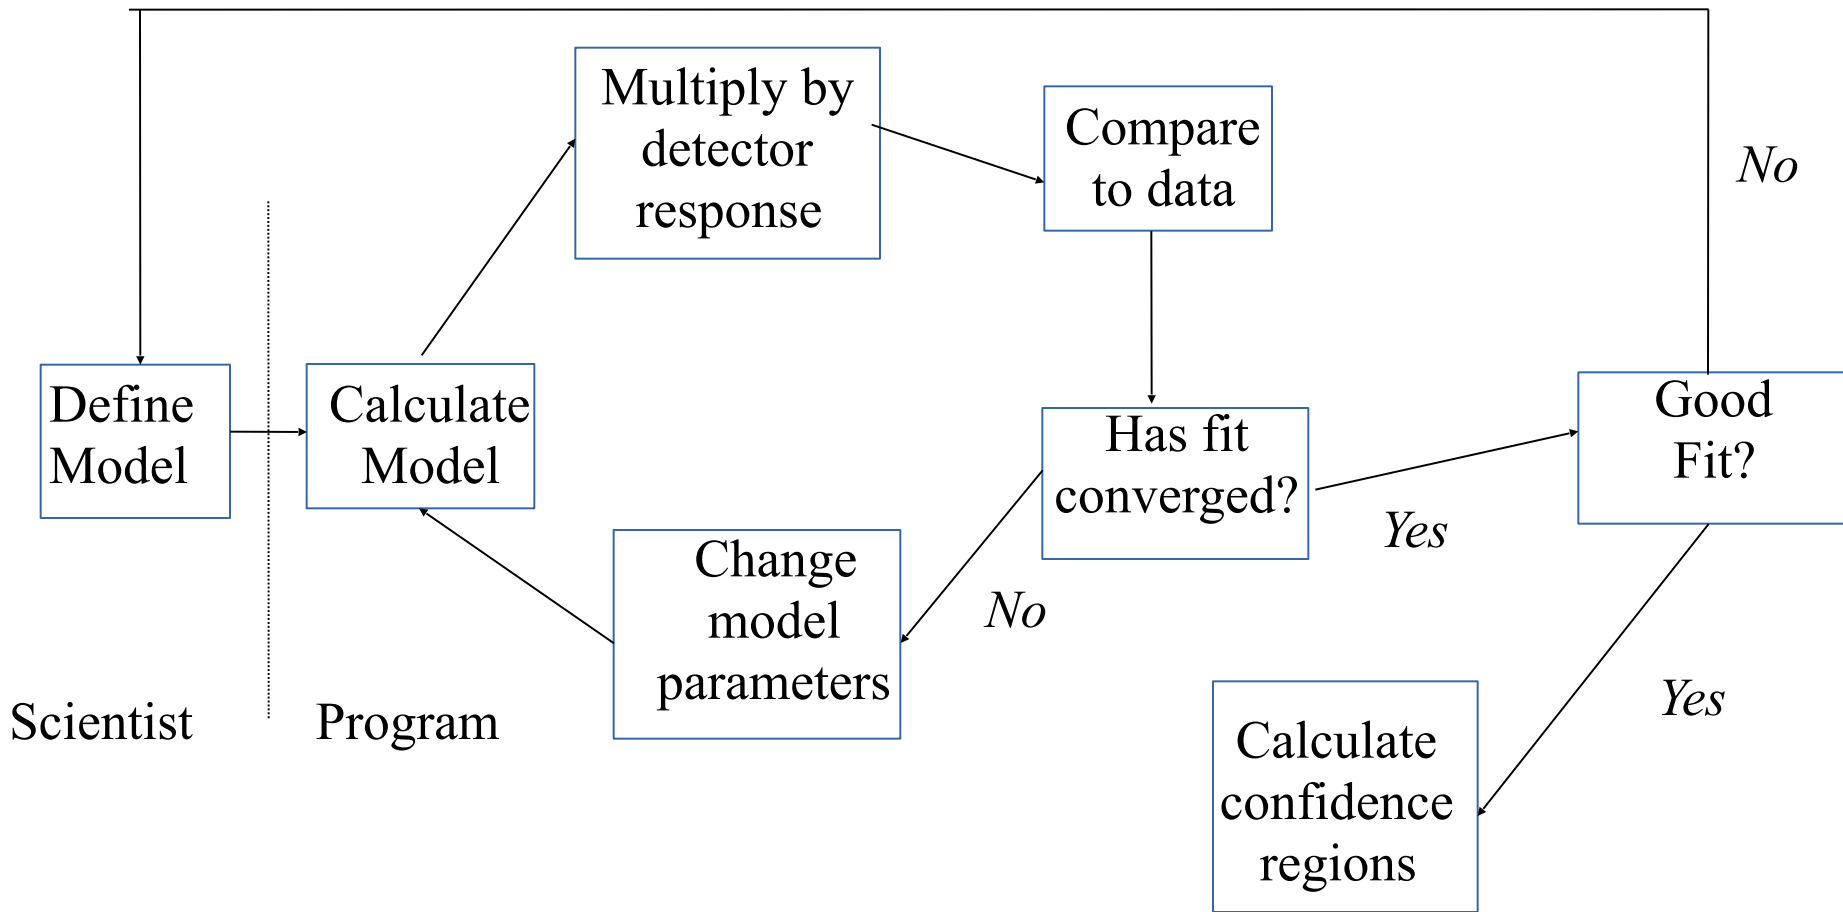 Multiply by
detector
response
Compare
to data
No
Define
Model
Calculate
Model
Has fit
converged?
Good
Fit?
Yes
Change
model
parameters
No
Scientist
Program
Yes
Calculate
confidence
regions